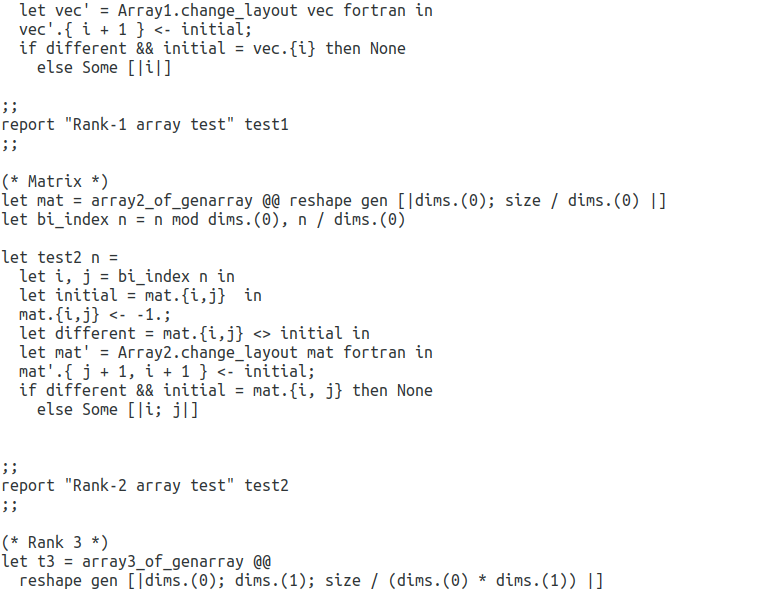 let vec' = Array1.change_layout vec fortran in
  vec'.{ i + 1 } <- initial;
  if different && initial = vec.{i} then None
    else Some [|i|]

;;
report "Rank-1 array test" test1
;;

(* Matrix *)
let mat = array2_of_genarray @@ reshape gen [|dims.(0); size / dims.(0) |]
let bi_index n = n mod dims.(0), n / dims.(0)

let test2 n =
  let i, j = bi_index n in
  let initial = mat.{i,j}  in
  mat.{i,j} <- -1.;
  let different = mat.{i,j} <> initial in
  let mat' = Array2.change_layout mat fortran in
  mat'.{ j + 1, i + 1 } <- initial;
  if different && initial = mat.{i, j} then None
    else Some [|i; j|]


;;
report "Rank-2 array test" test2
;;

(* Rank 3 *)
let t3 = array3_of_genarray @@
  reshape gen [|dims.(0); dims.(1); size / (dims.(0) * dims.(1)) |]